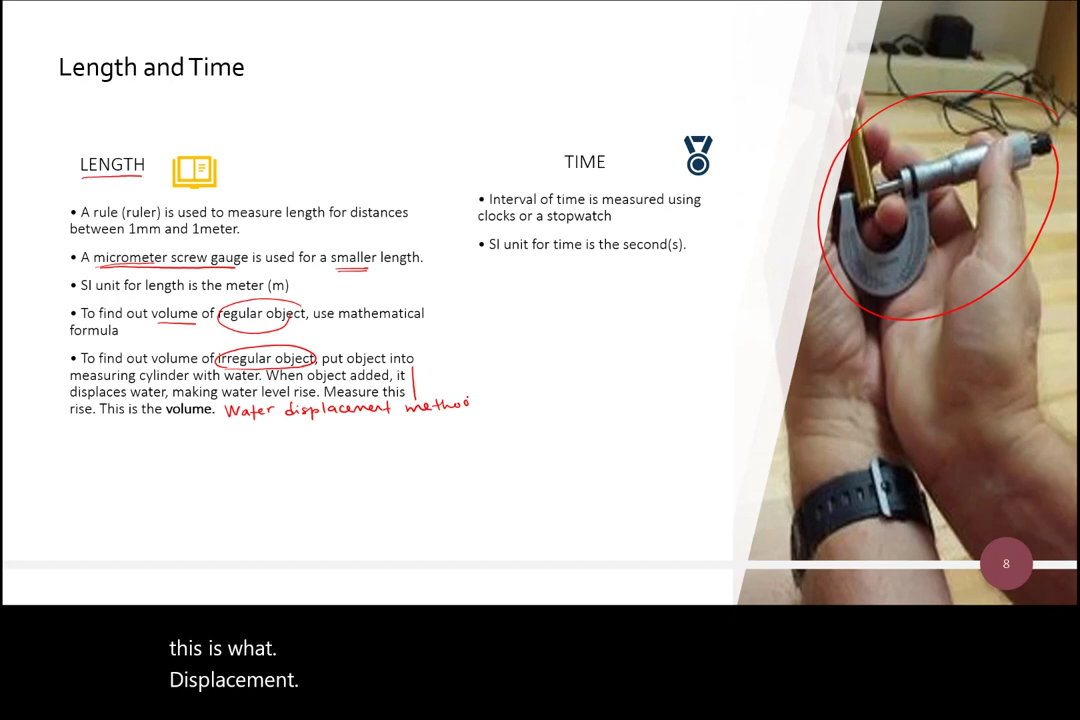 Length and Time
LENGTH
• A rule (ruler) is used to measure length for distances
between 1mm and 1meter.
• A micrometer screw gauge is used for a smaller length.
• SI unit for length is the meter (m)
• To find out volume of regular object, use mathematical
formula
• To find out volume of irregular object, put object into
measuring cylinder with water. When object added, it
displaces water, making water level rise. Measure this
rise. This is the volume. Water displacement method
TIME
• Interval of time is measured using
clocks or a stopwatch
• SI unit for time is the second(s).
8
this is what.
Displacement.